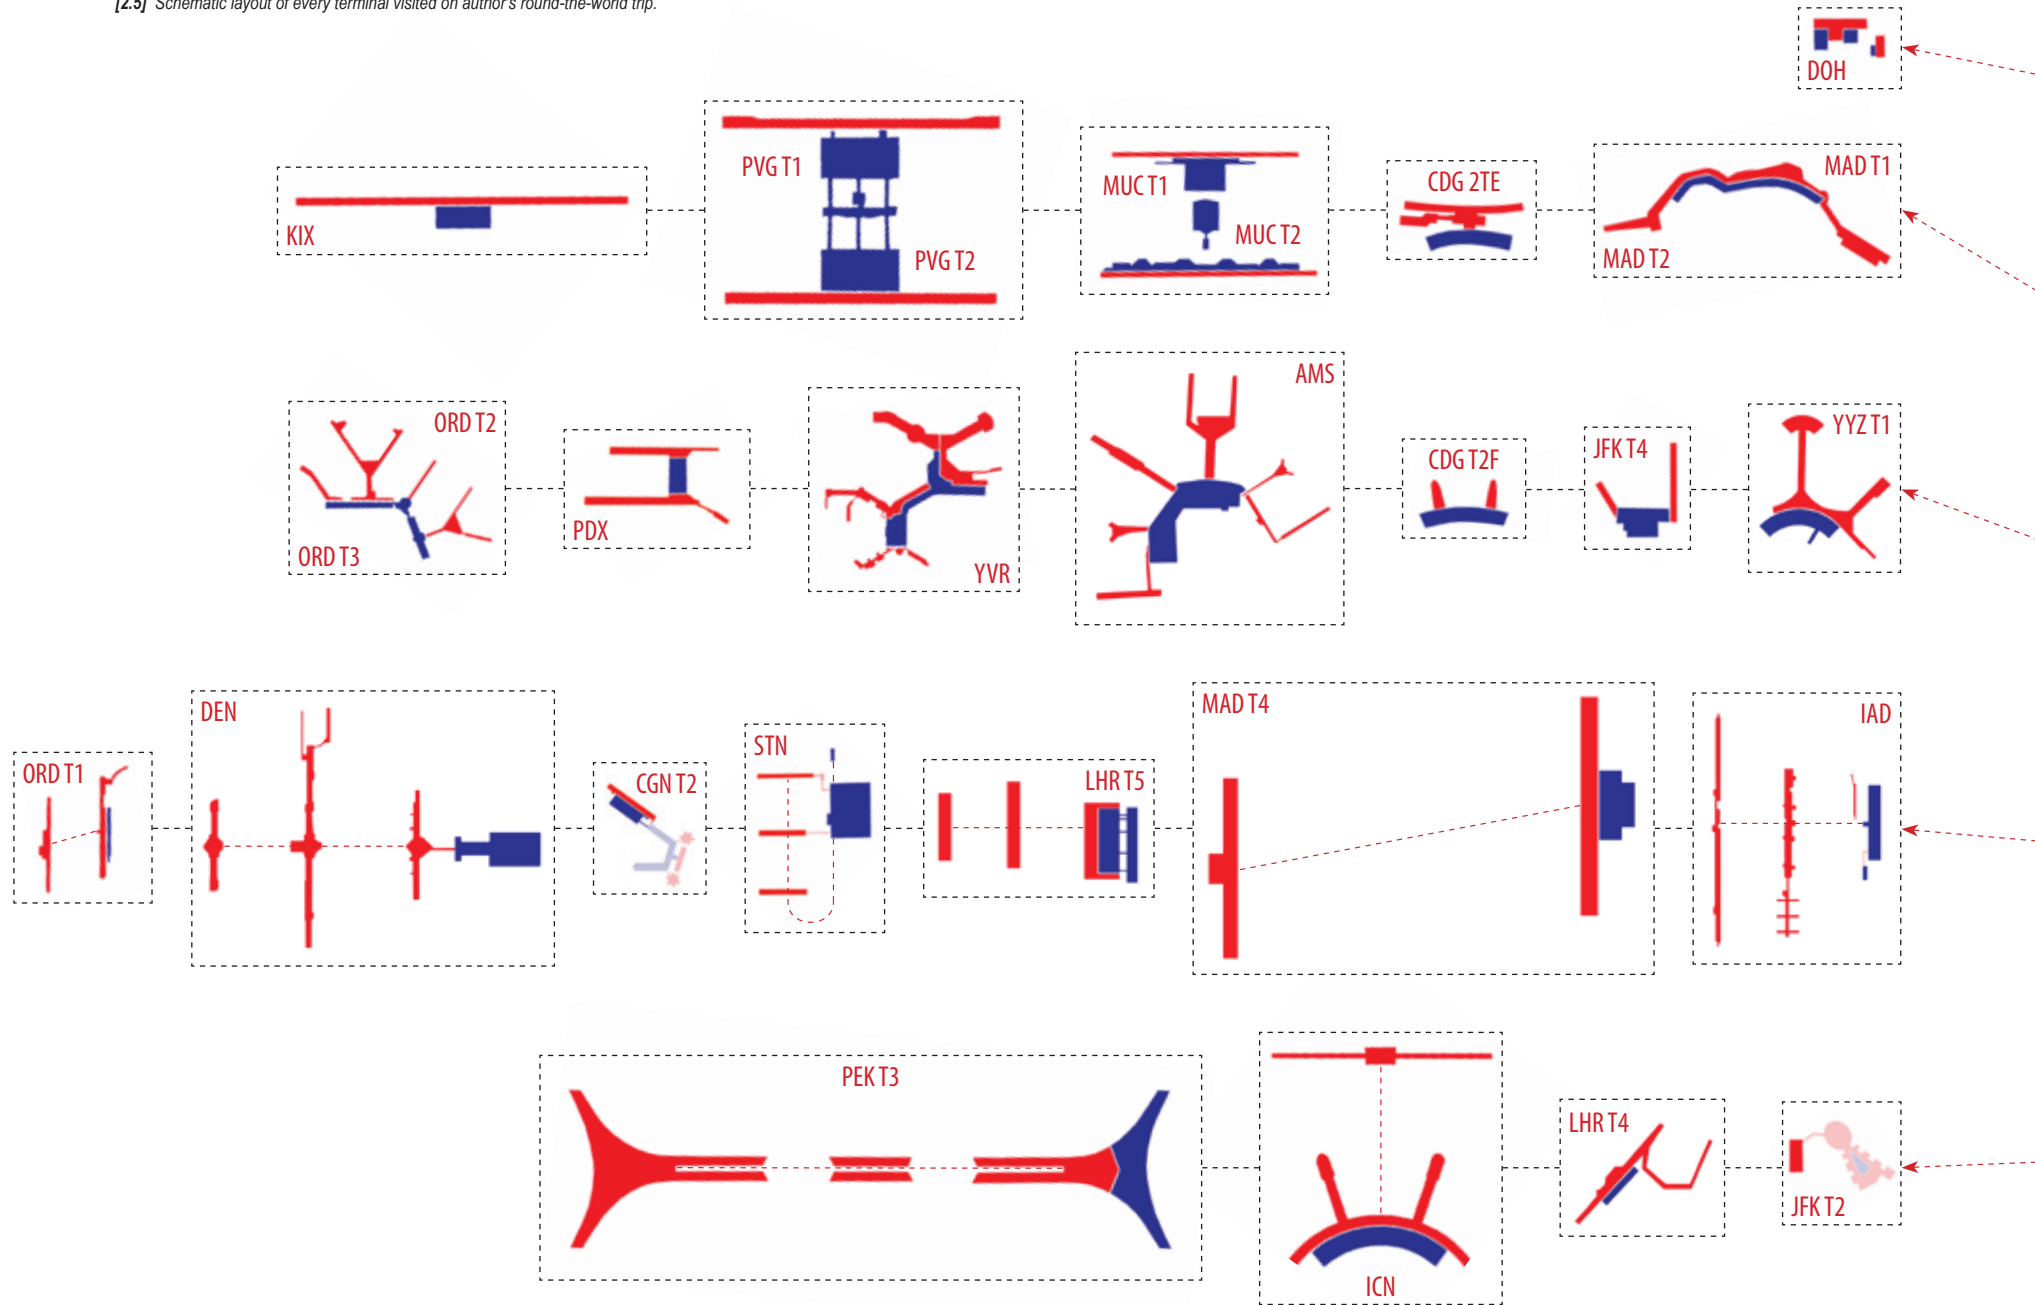 [2.5] Schematic layout of every terminal visited on author's round-the-world trip.
DOH
KIX
PVG T1
PVG T2
MUC T1
MUC T2
CDG 2TE
MAD T1
MAD T2
ORD T2
ORD T3
PDX
YVR
AMS
CDG T2F
JFK T4
YYZ T1
ORD T1
DEN
CGN T2
STN
LHR T5
MAD T4
IAD
PEK T3
ICN
LHR T4
JFK T2